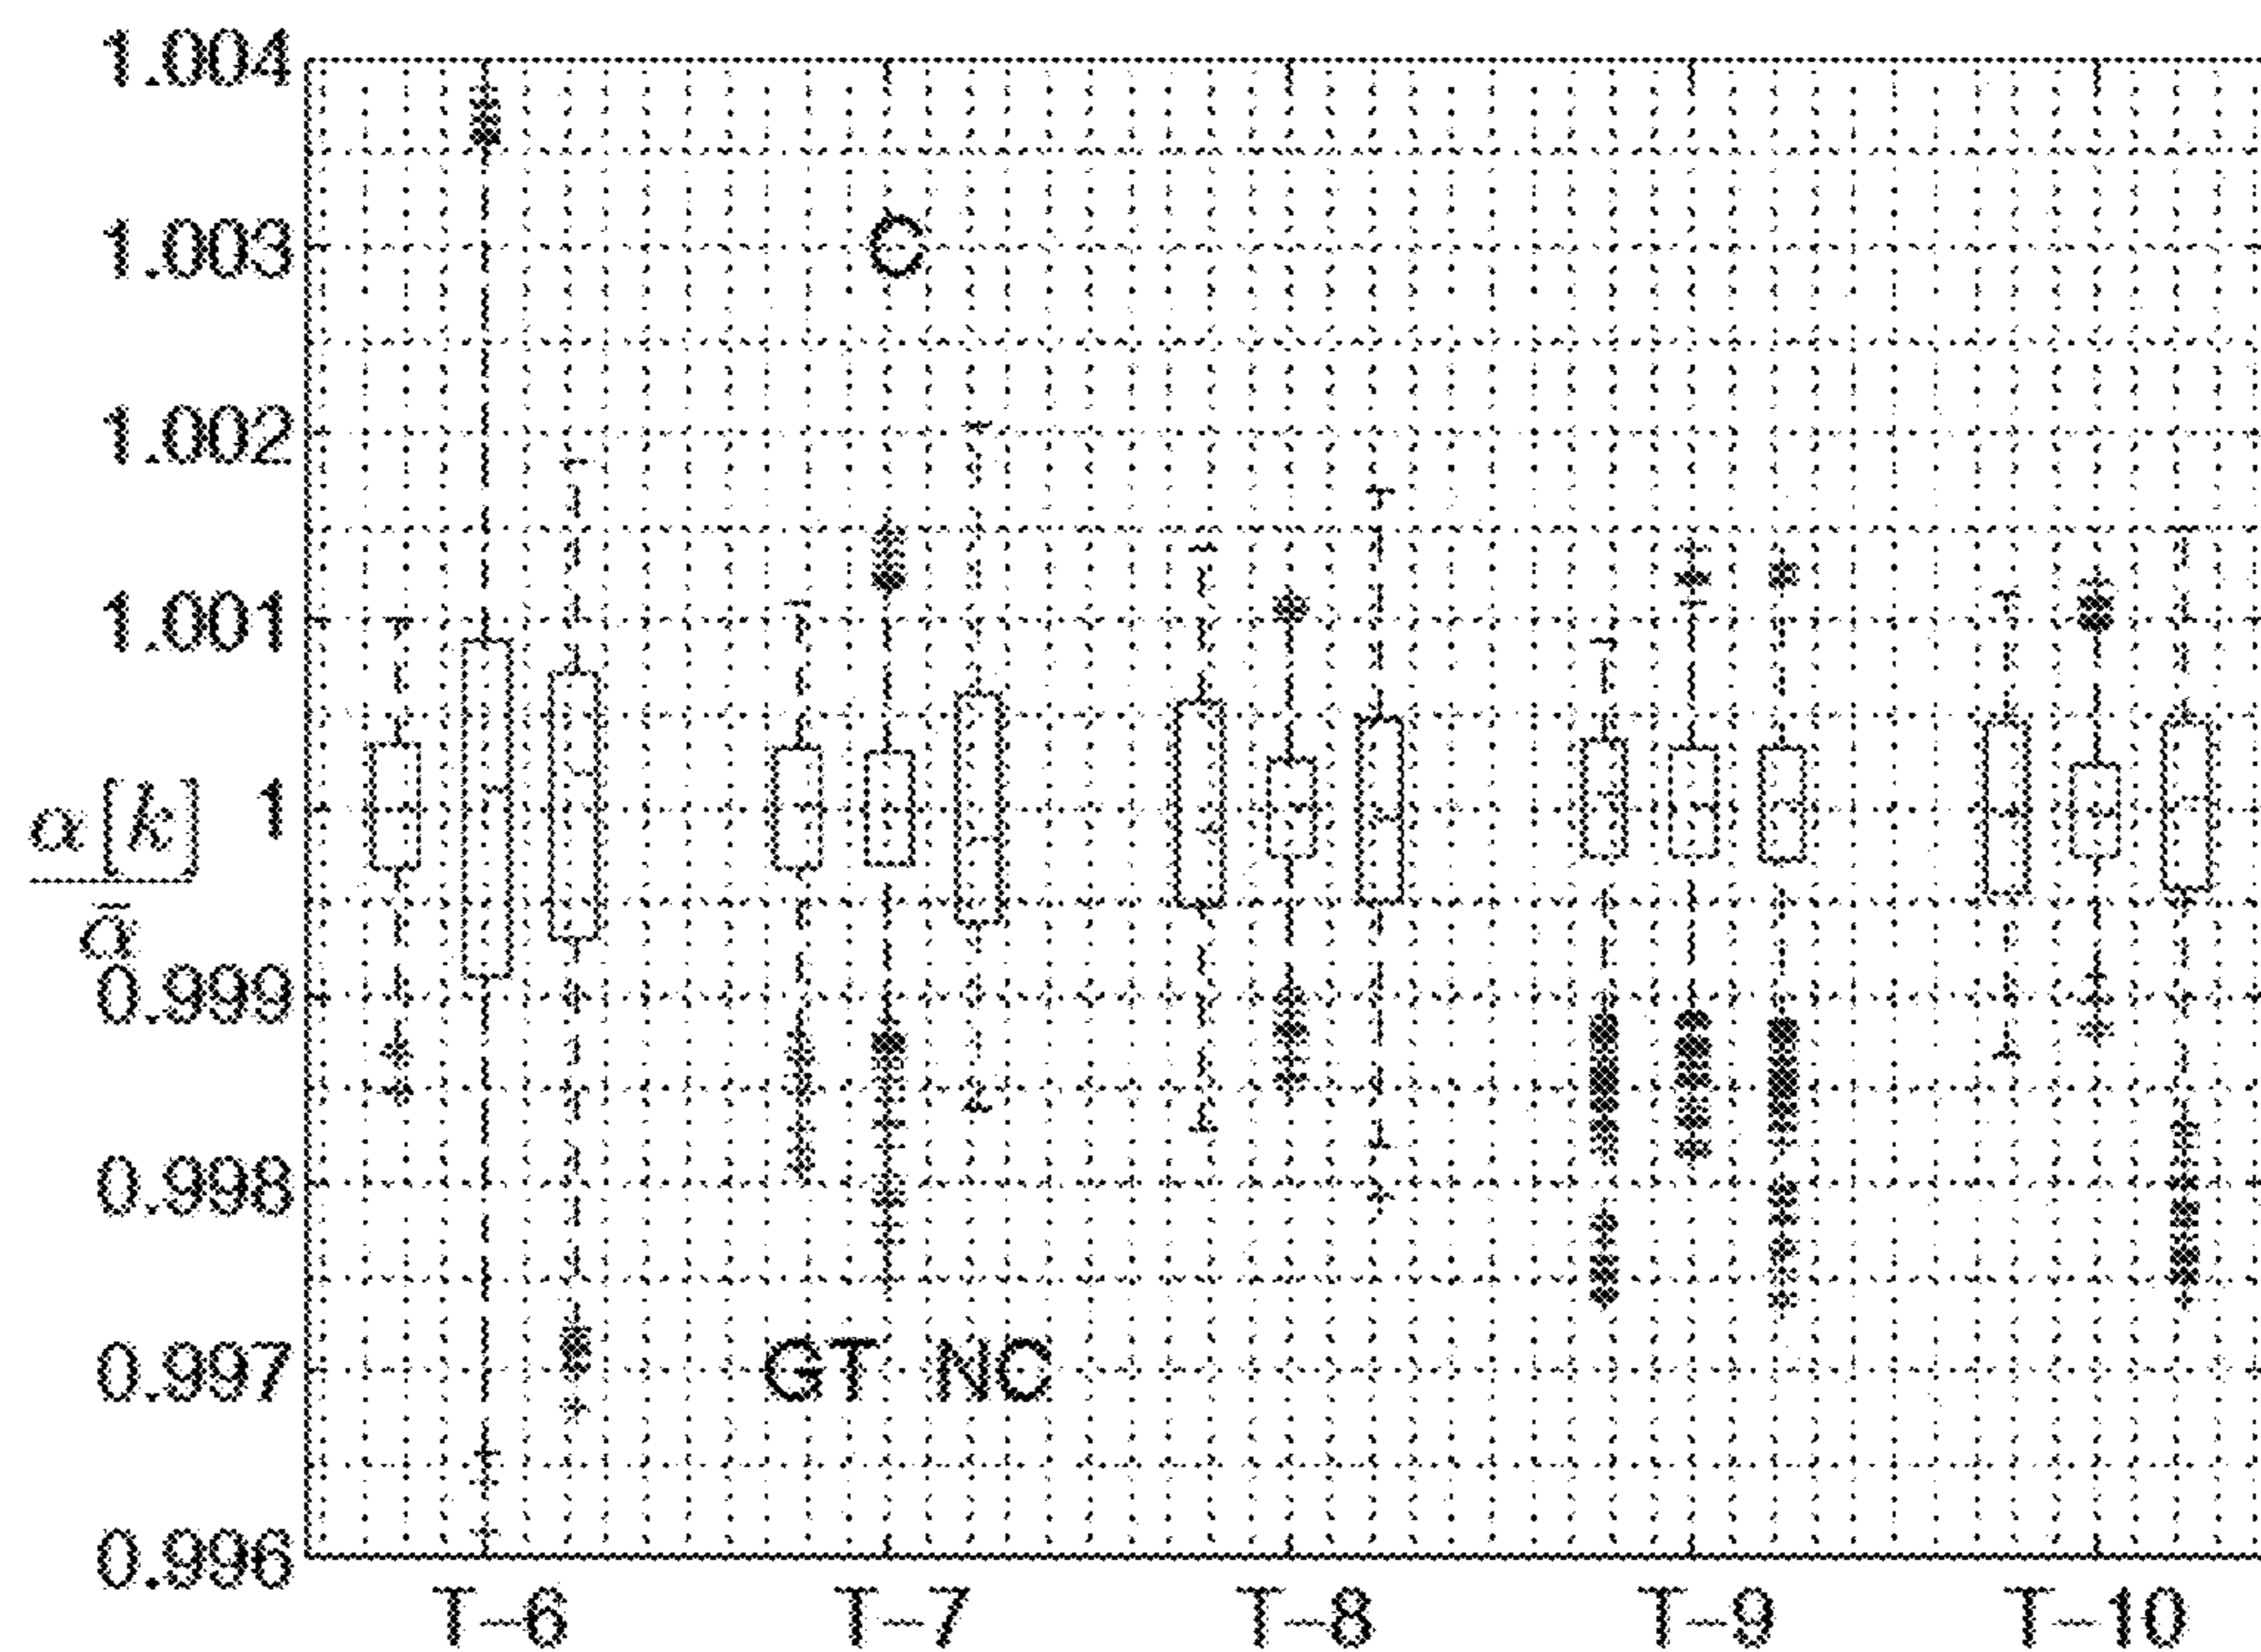 1.004
1.003
C
1.002
1.001
1
α[k]
ᾱ
0.999
0.998
0.997
GT NC
0.996
T-6 T-7 T-8 T-9 T-10